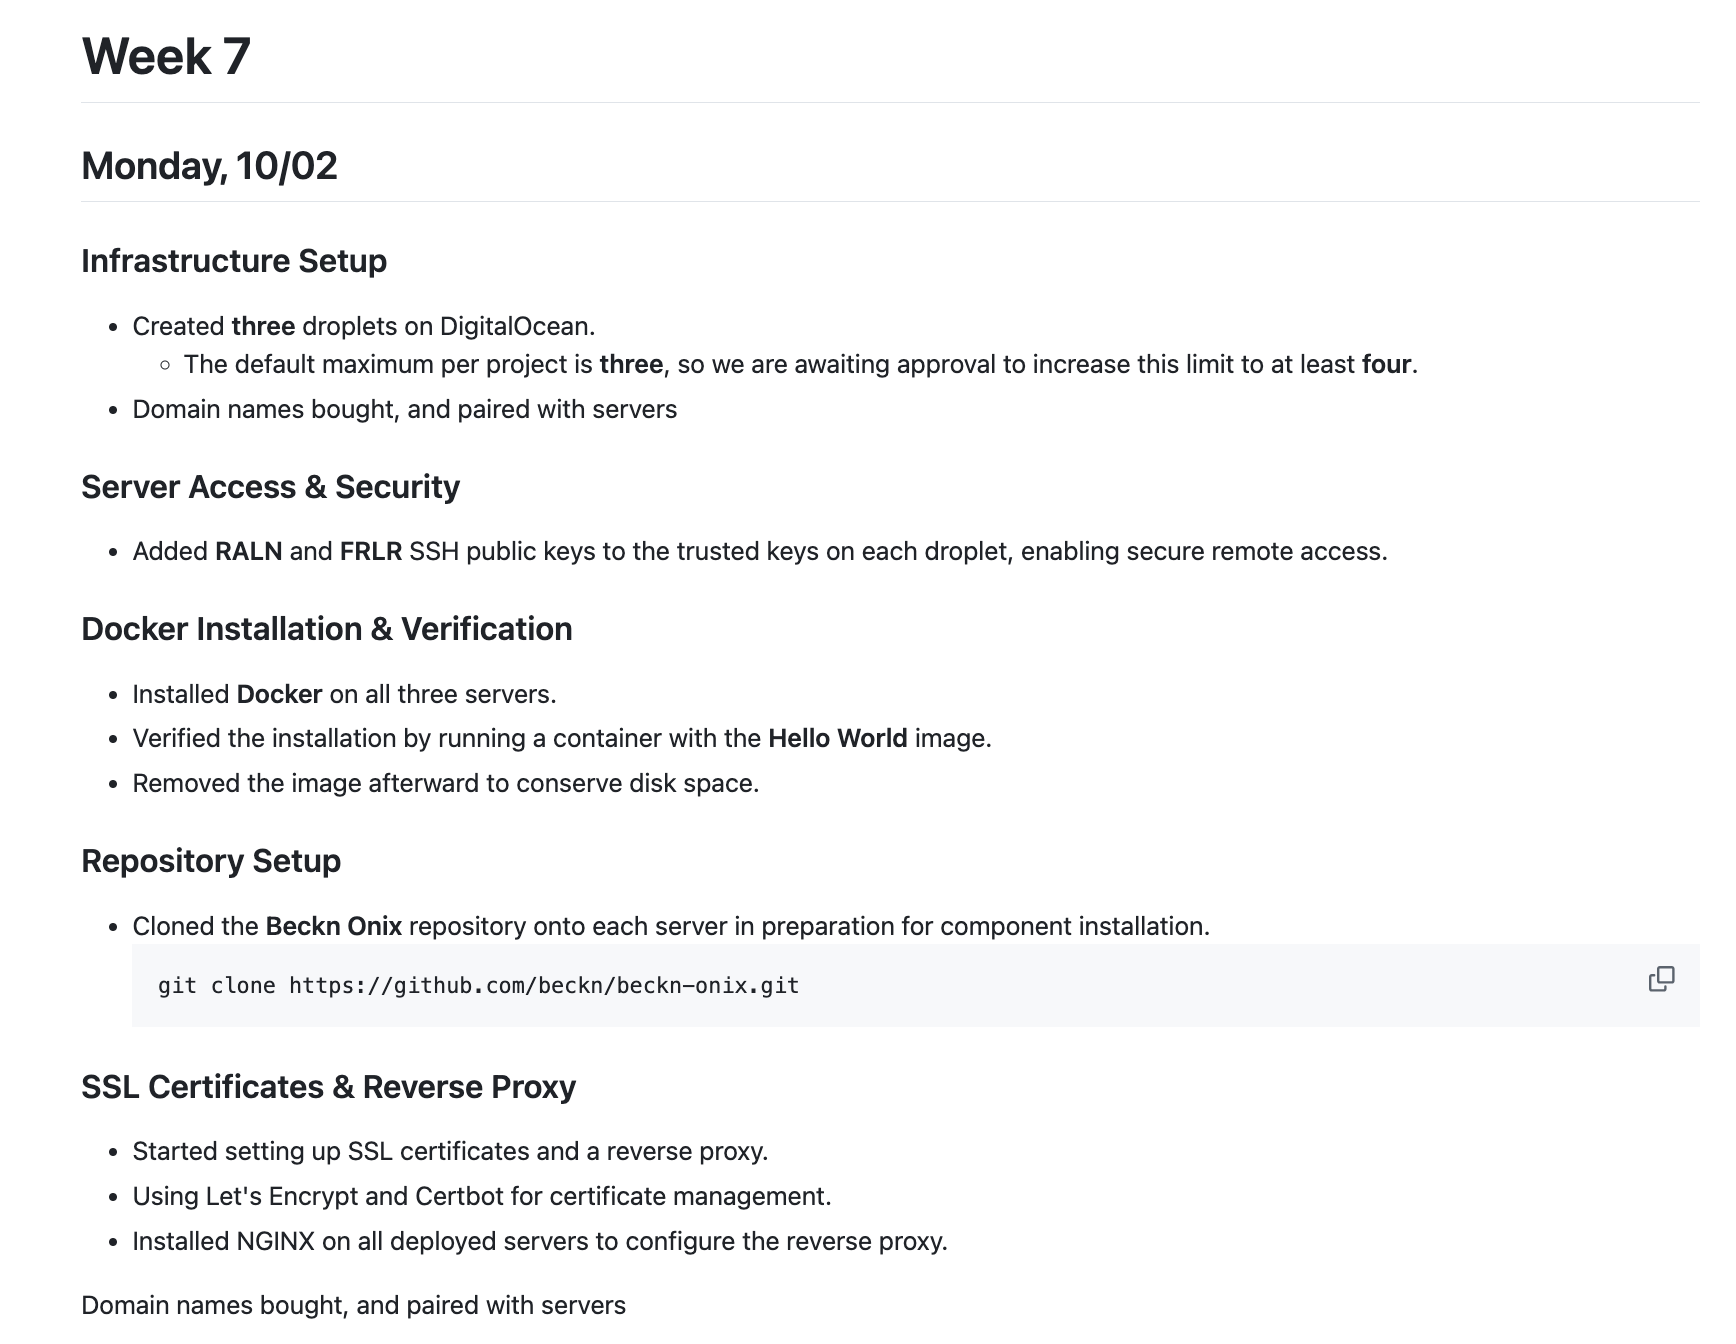 Week 7
Monday, 10/02
Infrastructure Setup
Created three droplets on DigitalOcean.
The default maximum per project is three, so we are awaiting approval to increase this limit to at least four.
Domain names bought, and paired with servers
Server Access & Security
Added RALN and FRLR SSH public keys to the trusted keys on each droplet, enabling secure remote access.
Docker Installation & Verification
Installed Docker on all three servers.
Verified the installation by running a container with the Hello World image.
Removed the image afterward to conserve disk space.
Repository Setup
Cloned the Beckn Onix repository onto each server in preparation for component installation.
git clone https://github.com/beckn/beckn-onix.git
SSL Certificates & Reverse Proxy
Started setting up SSL certificates and a reverse proxy.
Using Let's Encrypt and Certbot for certificate management.
Installed NGINX on all deployed servers to configure the reverse proxy.
Domain names bought, and paired with servers